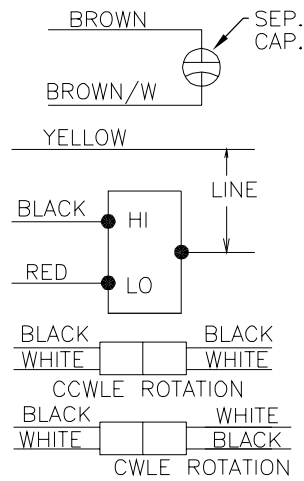 BROWN
SEP.
CAP.
BROWN/W
YELLOW
LINE
BLACK
HI
RED
LO
BLACK BLACK
WHITE WHITE
CCWLE ROTATION
BLACK WHITE
WHITE BLACK
CWLE ROTATION